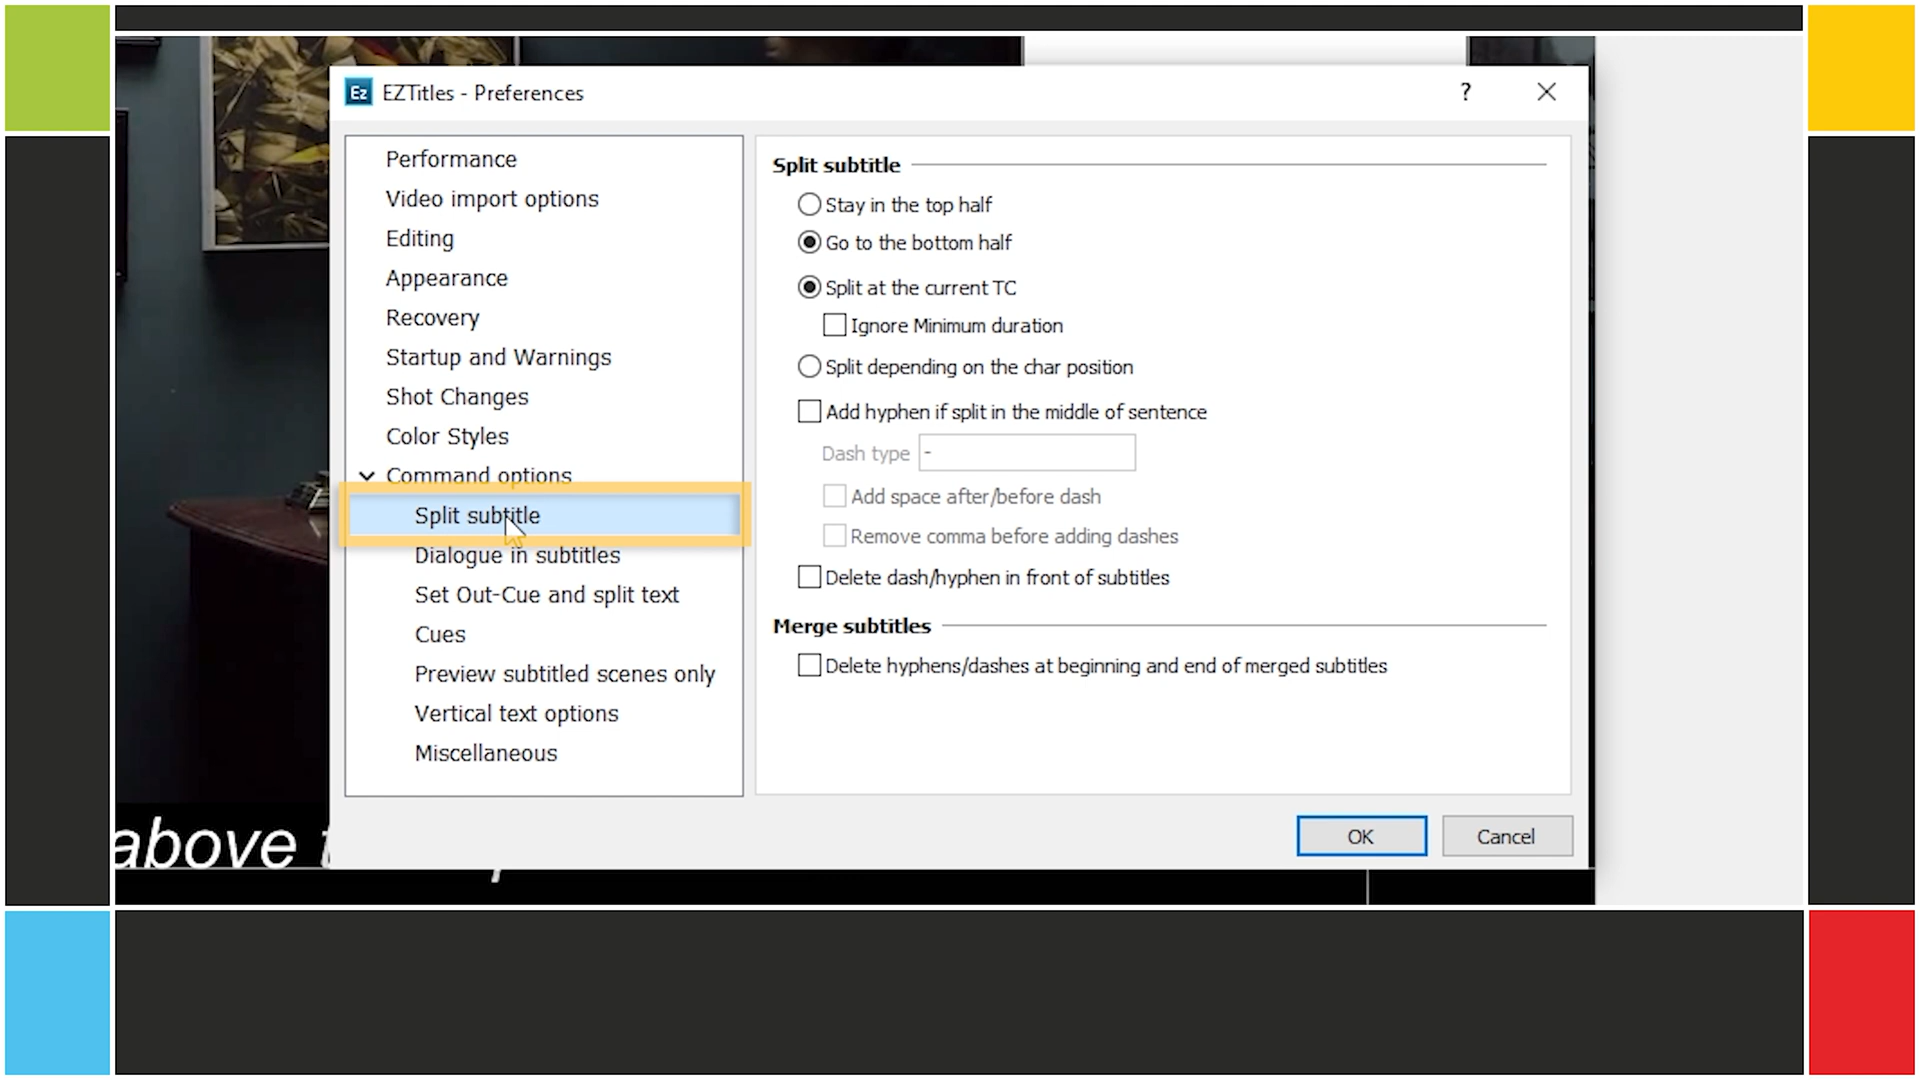 Ez EZTitles - Preferences ?
Performance
Video import options
Editing
Appearance
Recovery
Startup and Warnings
Shot Changes
Color Styles
Command options
Split subtitle
Dialogue in subtitles
Set Out-Cue and split text
Cues
Preview subtitled scenes only
Vertical text options
Miscellaneous
Split subtitle
Stay in the top half
Go to the bottom half
Split at the current TC
Ignore Minimum duration
Split depending on the char position
Add hyphen if split in the middle of sentence
Dash type -
Add space after/before dash
Remove comma before adding dashes
Delete dash/hyphen in front of subtitles
Merge subtitles
Delete hyphens/dashes at beginning and end of merged subtitles
OK Cancel
above